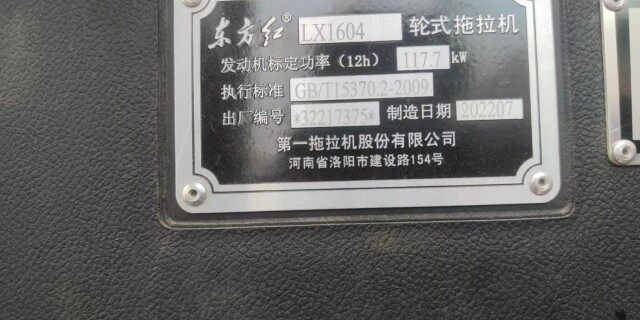 东方红® LX1604 轮式拖拉机
发动机标定功率(12h) 117.7 kW
执行标准 GB/T15370.2-2009
出厂编号 *32217375* 制造日期 202207
第一拖拉机股份有限公司
河南省洛阳市建设路154号